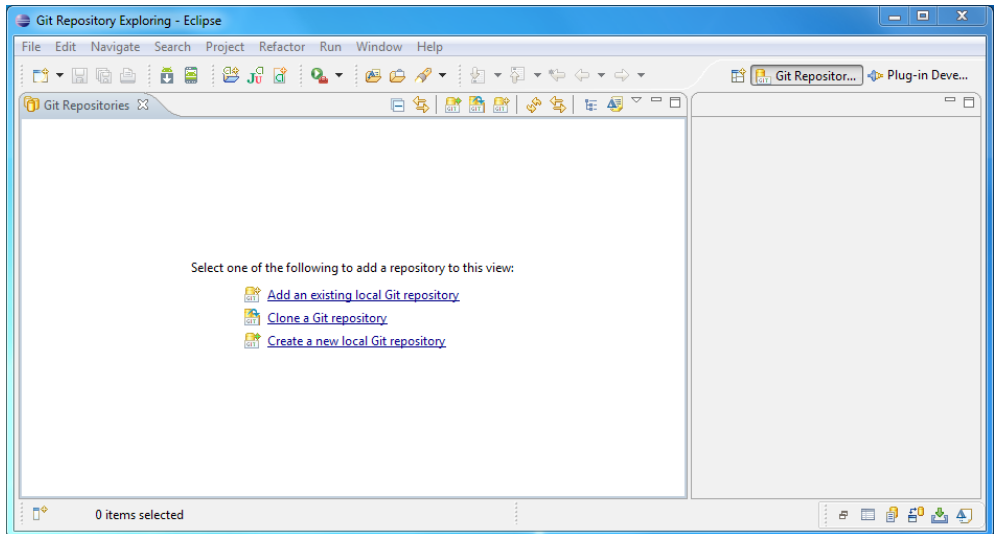 Git Repository Exploring - Eclipse
File Edit Navigate Search Project Refactor Run Window Help
Git Repositor... Plug-in Deve...
Git Repositories
Select one of the following to add a repository to this view:
Add an existing local Git repository
Clone a Git repository
Create a new local Git repository
0 items selected